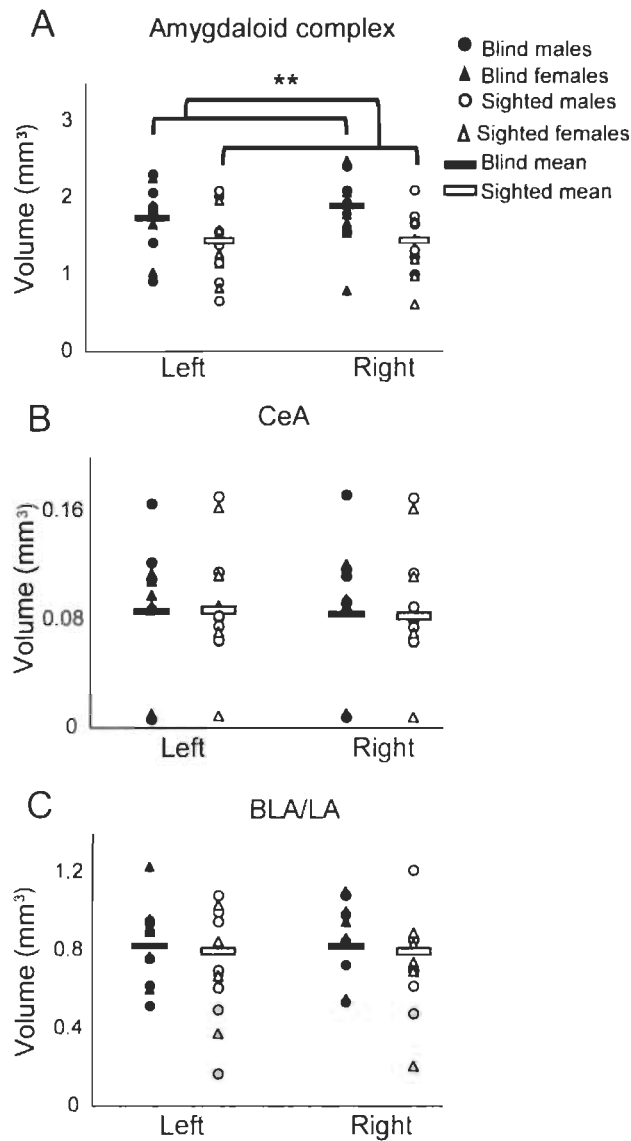 A
Amygdaloid complex
Blind males
Blind females
Sighted males
Sighted females
Blind mean
Sighted mean
**
Volume (mm³)
3
2
1
0
Left Right
B
CeA
Volume (mm³)
0.16
0.08
0
Left Right
C
BLA/LA
Volume (mm³)
1.2
0.8
0.4
0
Left Right